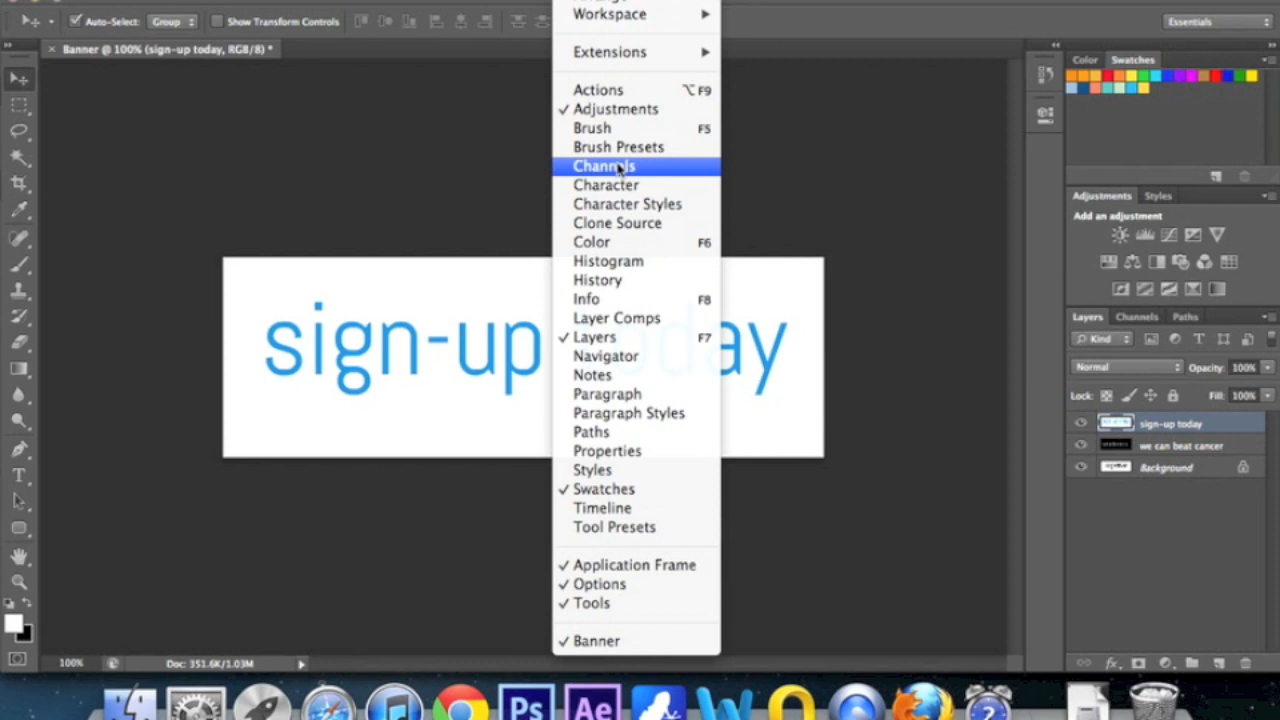 Workspace
Auto-Select: Group Show Transform Controls Essentials
Banner @ 100% (sign-up today, RGB/8) *
Extensions
Actions ⌥F9
Adjustments
Brush F5
Brush Presets
Channels
Character
Character Styles
Clone Source
Color F6
Histogram
History
Info F8
Layer Comps
Layers F7
Navigator
Notes
Paragraph
Paragraph Styles
Paths
Properties
Styles
Swatches
Timeline
Tool Presets
Application Frame
Options
Tools
Banner
sign-up today
Color Swatches
Adjustments Styles
Add an adjustment
Layers Channels Paths
Kind
Normal Opacity: 100%
Lock: Fill: 100%
sign-up today
we can beat cancer
Background
100% Doc: 351.6K/1.03M
Ps Ae